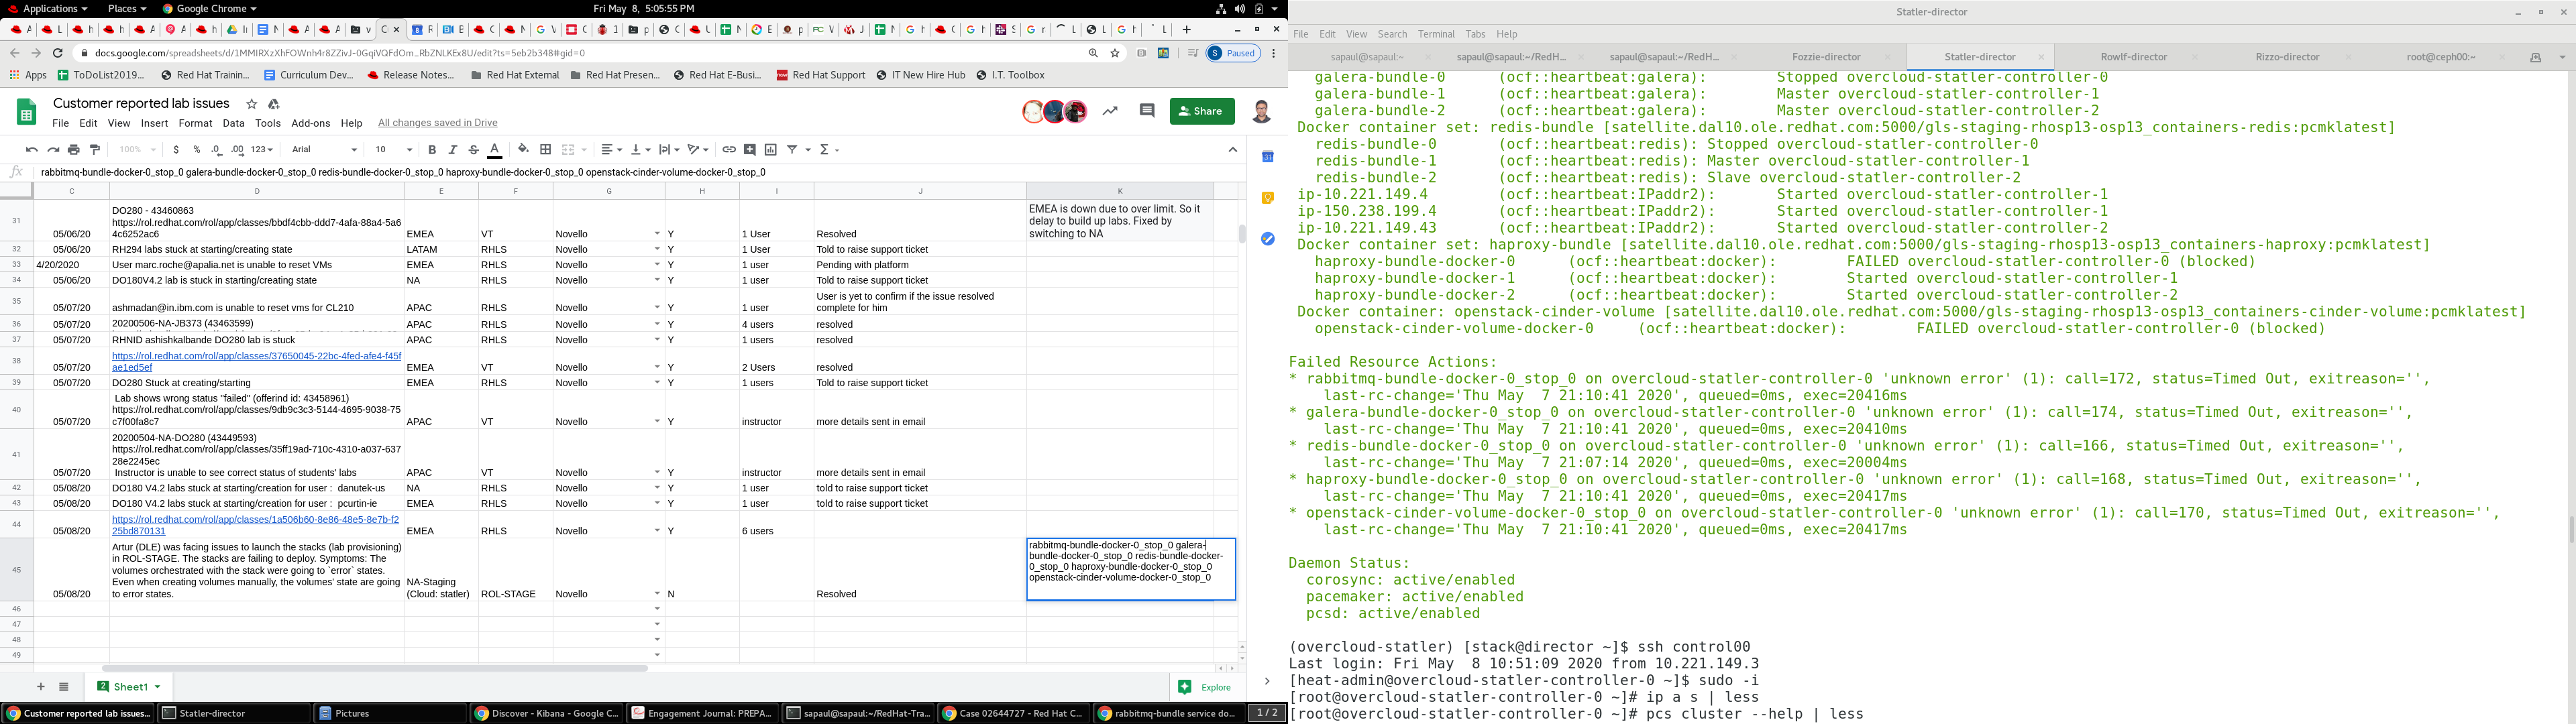 Applications Places Google Chrome Fri May 8, 5:05:55 PM
docs.google.com/spreadsheets/d/1MMIRXzXhFOWnh4r8ZZivJ-0GqiVQFdOm_RbZNLKEx8U/edit?ts=5eb2b348#gid=0 Paused
Apps ToDoList2019... Red Hat Trainin... Curriculum Dev... Release Notes... Red Hat External Red Hat Presen... Red Hat E-Busi... Red Hat Support IT New Hire Hub I.T. Toolbox
Customer reported lab issues
File Edit View Insert Format Data Tools Add-ons Help All changes saved in Drive
Share
100% $ % .0 .00 123 Arial 10
fx rabbitmq-bundle-docker-0_stop_0 galera-bundle-docker-0_stop_0 redis-bundle-docker-0_stop_0 haproxy-bundle-docker-0_stop_0 openstack-cinder-volume-docker-0_stop_0
C D E F G H I J K
DO280 - 43460863
https://rol.redhat.com/rol/app/classes/bbdf4cbb-ddd7-4afa-88a4-5a6
4c6252ac6
31 05/06/20 EMEA VT Novello Y 1 User Resolved
EMEA is down due to over limit. So it
delay to build up labs. Fixed by
switching to NA
32 05/06/20 RH294 labs stuck at starting/creating state LATAM RHLS Novello Y 1 User Told to raise support ticket
33 4/20/2020 User marc.roche@apalia.net is unable to reset VMs EMEA RHLS Novello Y 1 user Pending with platform
34 05/06/20 DO180V4.2 lab is stuck in starting/creating state NA RHLS Novello Y 1 user Told to raise support ticket
35 05/07/20 ashmadan@in.ibm.com is unable to reset vms for CL210 APAC RHLS Novello Y 1 user
User is yet to confirm if the issue resolved
complete for him
36 05/07/20 20200506-NA-JB373 (43463599) APAC RHLS Novello Y 4 users resolved
37 05/07/20 RHNID ashishkalbande DO280 lab is stuck APAC RHLS Novello Y 1 users resolved
https://rol.redhat.com/rol/app/classes/37650045-22bc-4fed-afe4-f45f
ae1ed5ef
38 05/07/20 EMEA VT Novello Y 2 Users resolved
39 05/07/20 DO280 Stuck at creating/starting EMEA RHLS Novello Y 1 users Told to raise support ticket
Lab shows wrong status "failed" (offerind id: 43458961)
https://rol.redhat.com/rol/app/classes/9db9c3c3-5144-4695-9038-75
c7f00fa8c7
40 05/07/20 APAC VT Novello Y instructor more details sent in email
20200504-NA-DO280 (43449593)
https://rol.redhat.com/rol/app/classes/35ff19ad-710c-4310-a037-637
28e2245ec
Instructor is unable to see correct status of students' labs
41 05/07/20 APAC VT Novello Y instructor more details sent in email
42 05/08/20 DO180 V4.2 labs stuck at starting/creation for user : danutek-us NA RHLS Novello Y 1 user told to raise support ticket
43 05/08/20 DO180 V4.2 labs stuck at starting/creation for user : pcurtin-ie EMEA RHLS Novello Y 1 user told to raise support ticket
https://rol.redhat.com/rol/app/classes/1a506b60-8e86-48e5-8e7b-f2
25bd870131
44 05/08/20 EMEA RHLS Novello Y 6 users
Artur (DLE) was facing issues to launch the stacks (lab provisioning)
in ROL-STAGE. The stacks are failing to deploy. Symptoms: The
volumes orchestrated with the stack were going to `error` states.
Even when creating volumes manually, the volumes' state are going
to error states.
45 05/08/20 NA-Staging
(Cloud: statler) ROL-STAGE Novello N Resolved
rabbitmq-bundle-docker-0_stop_0 galera-
bundle-docker-0_stop_0 redis-bundle-docker-
0_stop_0 haproxy-bundle-docker-0_stop_0
openstack-cinder-volume-docker-0_stop_0
46
47
48
49
2 Sheet1 Explore
Customer reported lab issues... Statler-director Pictures Discover - Kibana - Google C... Engagement Journal: PREPA... sapaul@sapaul:~/RedHat-Tra... Case 02644727 - Red Hat C... rabbitmq-bundle service do... 1 / 2
Statler-director
File Edit View Search Terminal Tabs Help
sapaul@sapaul:~ sapaul@sapaul:~/RedH... sapaul@sapaul:~/RedH... Fozzie-director Statler-director Rowlf-director Rizzo-director root@ceph00:~
galera-bundle-0 (ocf::heartbeat:galera): Stopped overcloud-statler-controller-0
galera-bundle-1 (ocf::heartbeat:galera): Master overcloud-statler-controller-1
galera-bundle-2 (ocf::heartbeat:galera): Master overcloud-statler-controller-2
Docker container set: redis-bundle [satellite.dal10.ole.redhat.com:5000/gls-staging-rhosp13-osp13_containers-redis:pcmklatest]
redis-bundle-0 (ocf::heartbeat:redis): Stopped overcloud-statler-controller-0
redis-bundle-1 (ocf::heartbeat:redis): Master overcloud-statler-controller-1
redis-bundle-2 (ocf::heartbeat:redis): Slave overcloud-statler-controller-2
ip-10.221.149.4 (ocf::heartbeat:IPaddr2): Started overcloud-statler-controller-1
ip-150.238.199.4 (ocf::heartbeat:IPaddr2): Started overcloud-statler-controller-1
ip-10.221.149.43 (ocf::heartbeat:IPaddr2): Started overcloud-statler-controller-2
Docker container set: haproxy-bundle [satellite.dal10.ole.redhat.com:5000/gls-staging-rhosp13-osp13_containers-haproxy:pcmklatest]
haproxy-bundle-docker-0 (ocf::heartbeat:docker): FAILED overcloud-statler-controller-0 (blocked)
haproxy-bundle-docker-1 (ocf::heartbeat:docker): Started overcloud-statler-controller-1
haproxy-bundle-docker-2 (ocf::heartbeat:docker): Started overcloud-statler-controller-2
Docker container: openstack-cinder-volume [satellite.dal10.ole.redhat.com:5000/gls-staging-rhosp13-osp13_containers-cinder-volume:pcmklatest]
openstack-cinder-volume-docker-0 (ocf::heartbeat:docker): FAILED overcloud-statler-controller-0 (blocked)
Failed Resource Actions:
* rabbitmq-bundle-docker-0_stop_0 on overcloud-statler-controller-0 'unknown error' (1): call=172, status=Timed Out, exitreason='',
last-rc-change='Thu May 7 21:10:41 2020', queued=0ms, exec=20416ms
* galera-bundle-docker-0_stop_0 on overcloud-statler-controller-0 'unknown error' (1): call=174, status=Timed Out, exitreason='',
last-rc-change='Thu May 7 21:10:41 2020', queued=0ms, exec=20410ms
* redis-bundle-docker-0_stop_0 on overcloud-statler-controller-0 'unknown error' (1): call=166, status=Timed Out, exitreason='',
last-rc-change='Thu May 7 21:07:14 2020', queued=0ms, exec=20004ms
* haproxy-bundle-docker-0_stop_0 on overcloud-statler-controller-0 'unknown error' (1): call=168, status=Timed Out, exitreason='',
last-rc-change='Thu May 7 21:10:41 2020', queued=0ms, exec=20417ms
* openstack-cinder-volume-docker-0_stop_0 on overcloud-statler-controller-0 'unknown error' (1): call=170, status=Timed Out, exitreason='',
last-rc-change='Thu May 7 21:10:41 2020', queued=0ms, exec=20417ms
Daemon Status:
corosync: active/enabled
pacemaker: active/enabled
pcsd: active/enabled
(overcloud-statler) [stack@director ~]$ ssh control00
Last login: Fri May 8 10:51:09 2020 from 10.221.149.3
[heat-admin@overcloud-statler-controller-0 ~]$ sudo -i
[root@overcloud-statler-controller-0 ~]# ip a s | less
[root@overcloud-statler-controller-0 ~]# pcs cluster --help | less